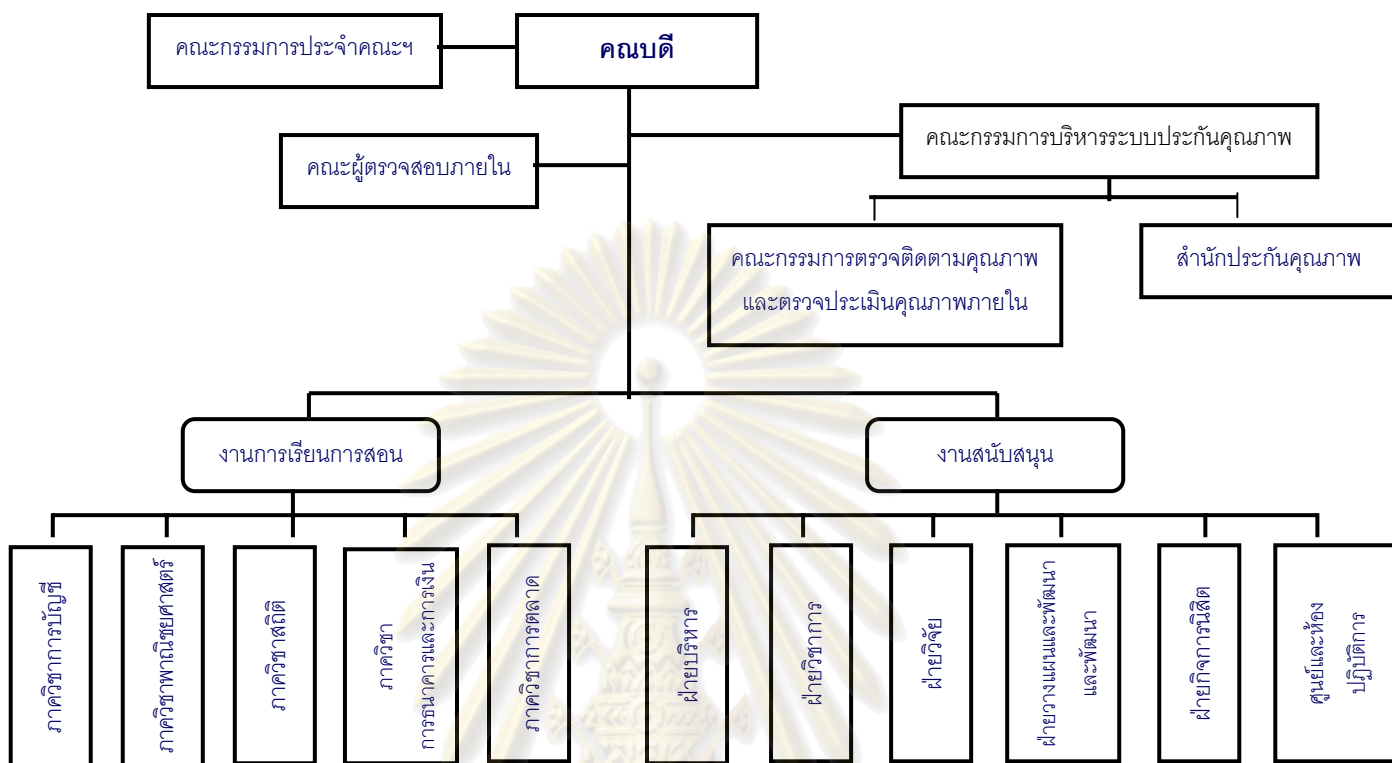 คณะกรรมการประจำคณะฯ
คณบดี
คณะกรรมการบริหารระบบประกันคุณภาพ
คณะผู้ตรวจสอบภายใน
คณะกรรมการตรวจติดตามคุณภาพ
และตรวจประเมินคุณภาพภายใน
สำนักประกันคุณภาพ
งานการเรียนการสอน
งานสนับสนุน
ภาควิชาการบัญชี
ภาควิชาพาณิชยศาสตร์
ภาควิชาสถิติ
ภาควิชา
การธนาคารและการเงิน
ภาควิชาการตลาด
ฝ่ายบริหาร
ฝ่ายวิชาการ
ฝ่ายวิจัย
ฝ่ายวางแผนและพัฒนา
และพัฒนา
ฝ่ายกิจการนิสิต
ศูนย์และห้อง
ปฏิบัติการ